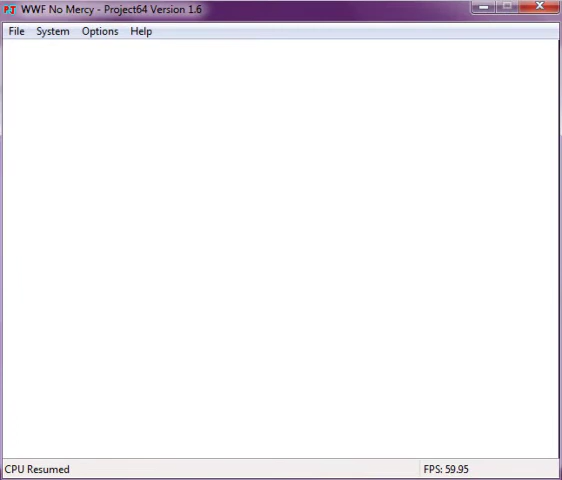 WWF No Mercy - Project64 Version 1.6
File System Options Help
CPU Resumed FPS: 59.95